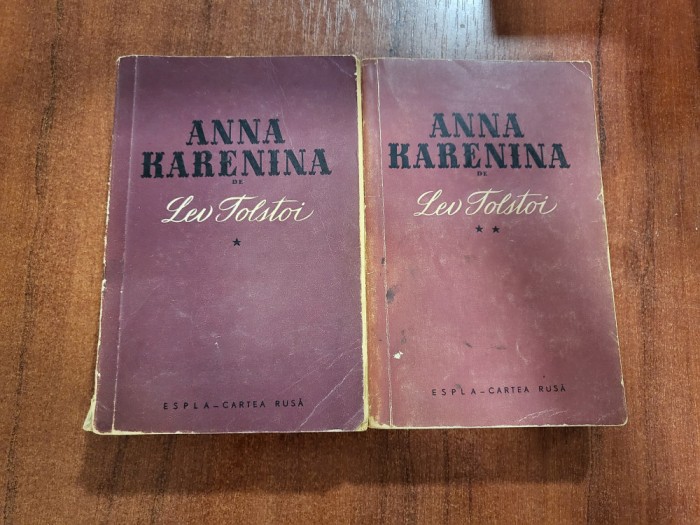 ANNA
KARENINA
DE
Lev Tolstoi
★
ESPLA—CARTEA RUSĂ
ANNA
KARENINA
DE
Lev Tolstoi
★★
ESPLA—CARTEA RUSĂ